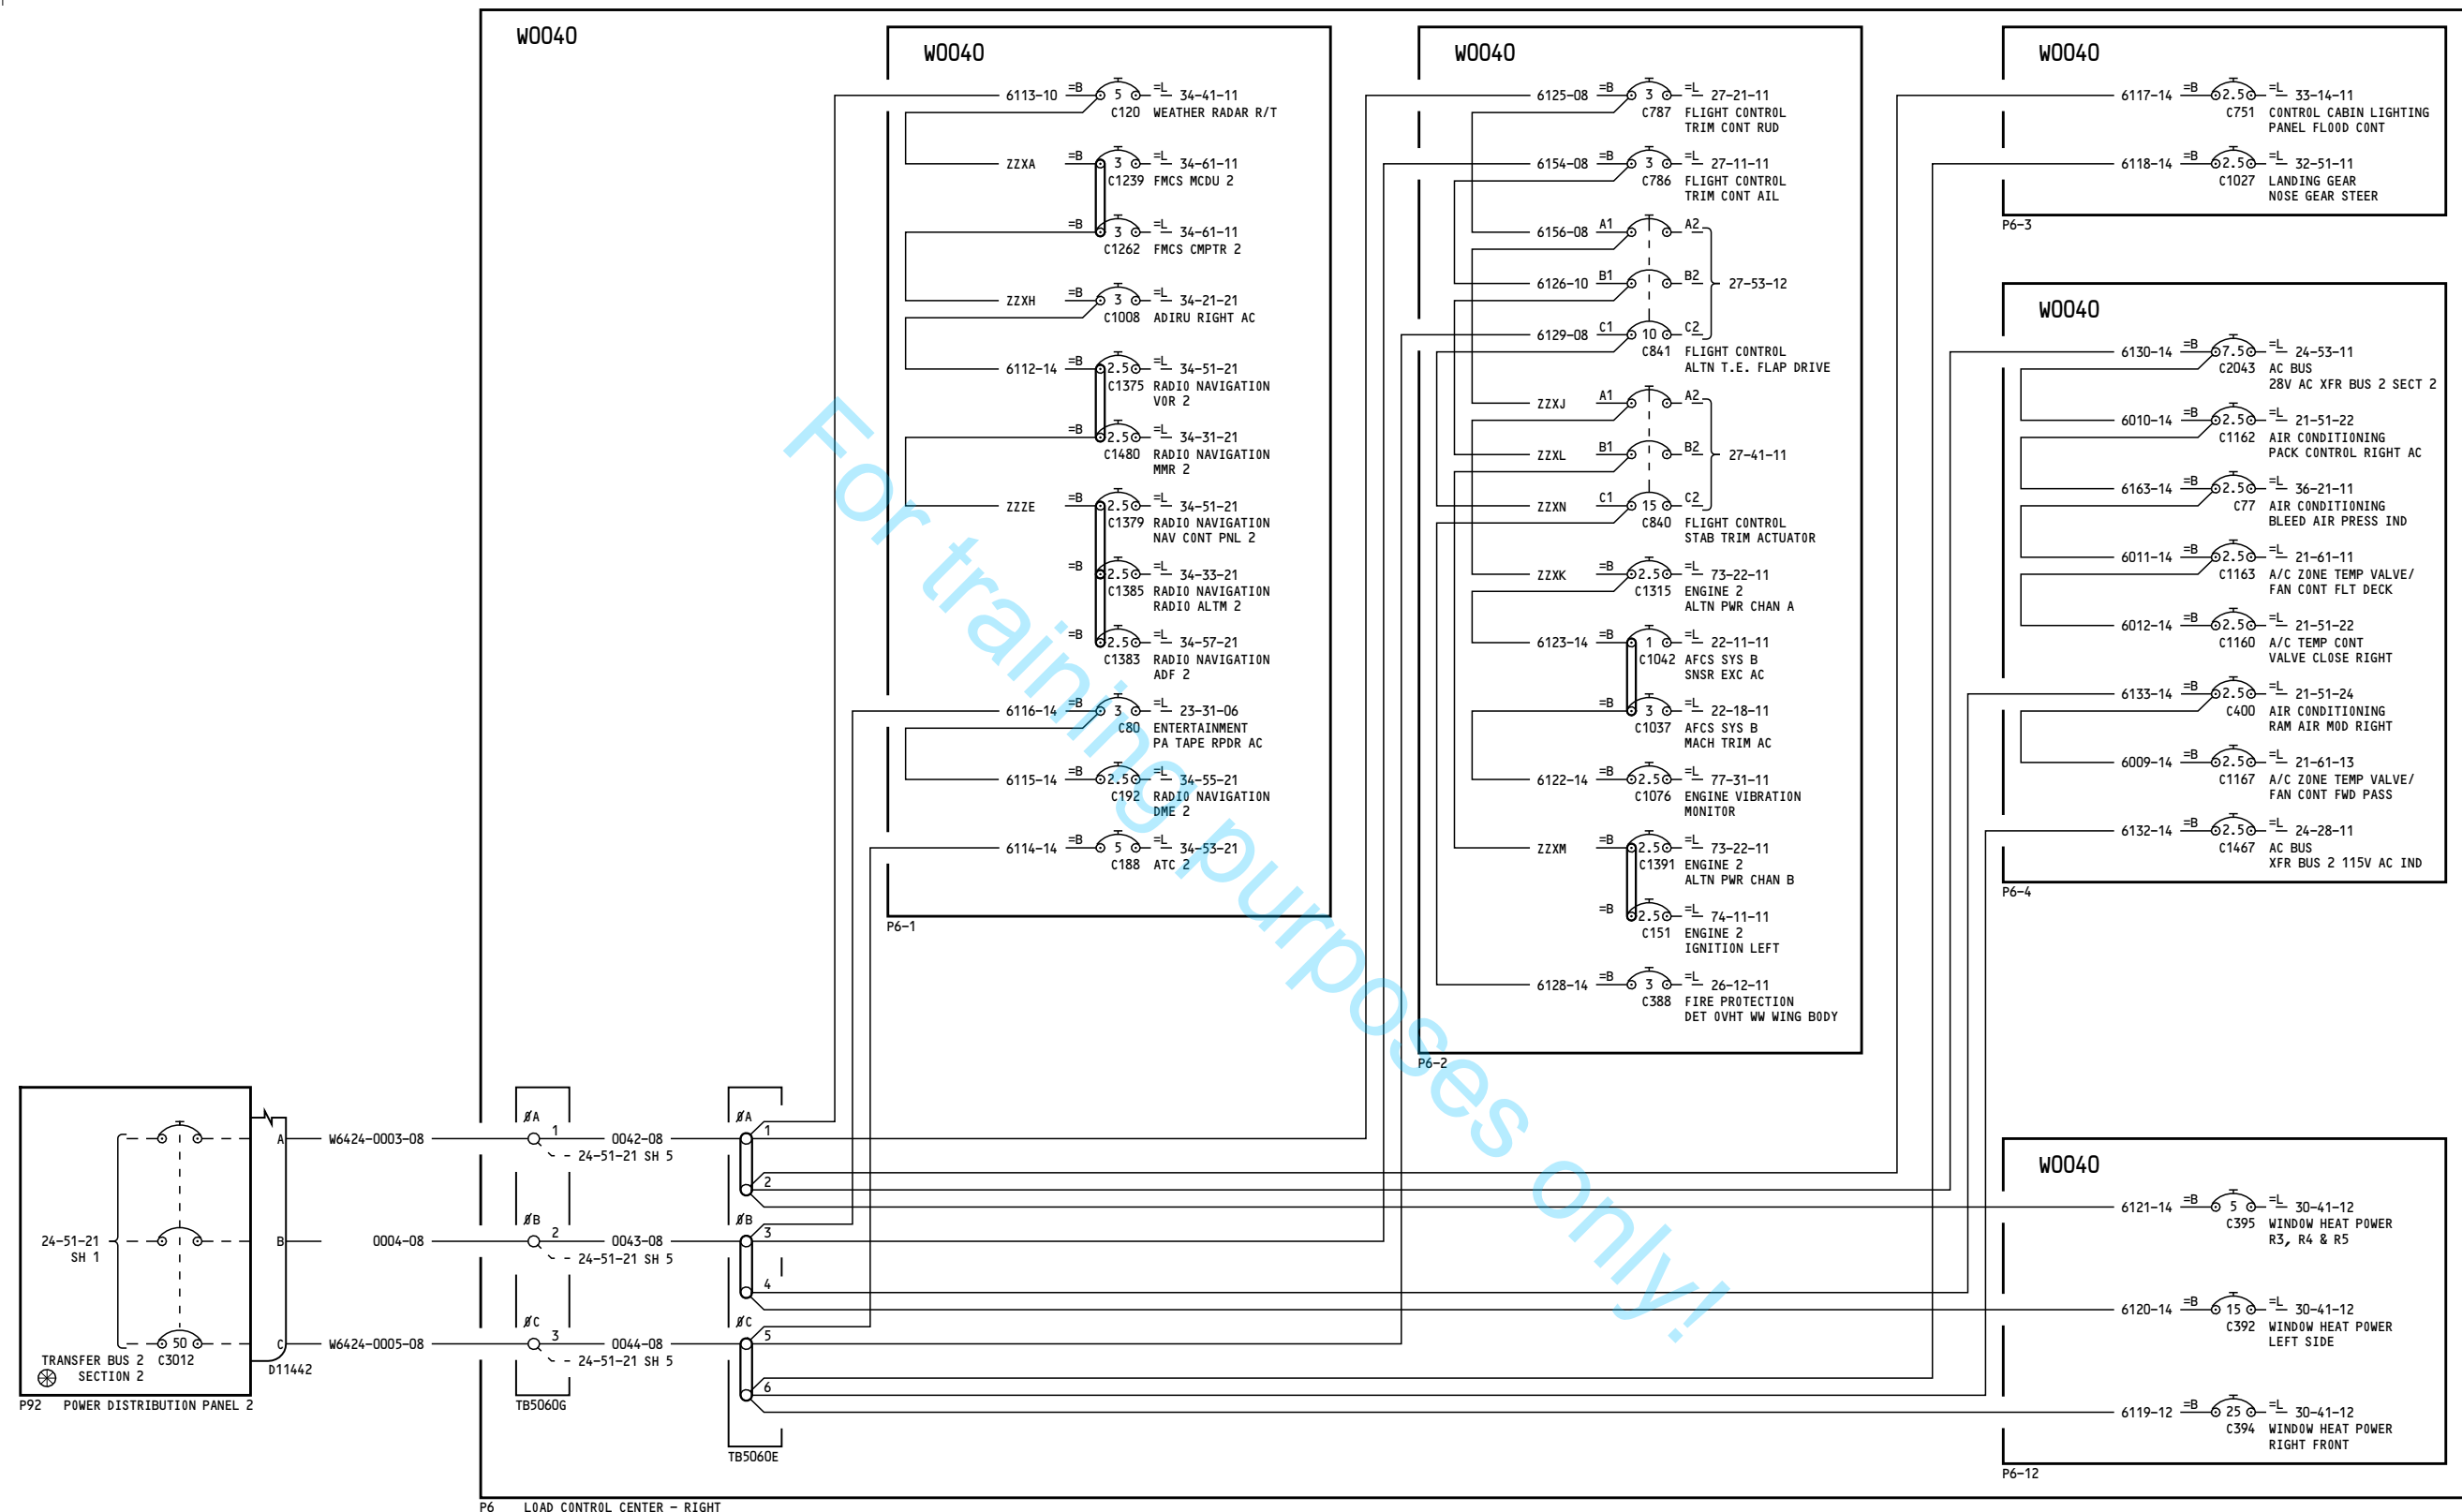 W0040
W0040
6113-10 =B 5 =L 34-41-11
C120 WEATHER RADAR R/T
ZZXA =B 3 =L 34-61-11
C1239 FMCS MCDU 2
=B 3 =L 34-61-11
C1262 FMCS CMPTR 2
ZZXH =B 3 =L 34-21-21
C1008 ADIRU RIGHT AC
6112-14 =B 2.5 =L 34-51-21
C1375 RADIO NAVIGATION
VOR 2
=B 2.5 =L 34-31-21
C1480 RADIO NAVIGATION
MMR 2
ZZZE =B 2.5 =L 34-51-21
C1379 RADIO NAVIGATION
NAV CONT PNL 2
=B 2.5 =L 34-33-21
C1385 RADIO NAVIGATION
RADIO ALTM 2
=B 2.5 =L 34-57-21
C1383 RADIO NAVIGATION
ADF 2
6116-14 =B 3 =L 23-31-06
C80 ENTERTAINMENT
PA TAPE RPDR AC
6115-14 =B 2.5 =L 34-55-21
C192 RADIO NAVIGATION
DME 2
6114-14 =B 5 =L 34-53-21
C188 ATC 2
P6-1
W0040
6125-08 =B 3 =L 27-21-11
C787 FLIGHT CONTROL
TRIM CONT RUD
6154-08 =B 3 =L 27-11-11
C786 FLIGHT CONTROL
TRIM CONT AIL
6156-08 A1 A2
6126-10 B1 B2 27-53-12
6129-08 C1 10 C2
C841 FLIGHT CONTROL
ALTN T.E. FLAP DRIVE
ZZXJ A1 A2
ZZXL B1 B2 27-41-11
ZZXN C1 15 C2
C840 FLIGHT CONTROL
STAB TRIM ACTUATOR
ZZXK =B 2.5 =L 73-22-11
C1315 ENGINE 2
ALTN PWR CHAN A
6123-14 =B 1 =L 22-11-11
C1042 AFCS SYS B
SNSR EXC AC
=B 3 =L 22-18-11
C1037 AFCS SYS B
MACH TRIM AC
6122-14 =B 2.5 =L 77-31-11
C1076 ENGINE VIBRATION
MONITOR
ZZXM =B 2.5 =L 73-22-11
C1391 ENGINE 2
ALTN PWR CHAN B
=B 2.5 =L 74-11-11
C151 ENGINE 2
IGNITION LEFT
6128-14 =B 3 =L 26-12-11
C388 FIRE PROTECTION
DET OVHT WW WING BODY
P6-2
W0040
6117-14 =B 2.5 =L 33-14-11
C751 CONTROL CABIN LIGHTING
PANEL FLOOD CONT
6118-14 =B 2.5 =L 32-51-11
C1027 LANDING GEAR
NOSE GEAR STEER
P6-3
W0040
6130-14 =B 7.5 =L 24-53-11
C2043 AC BUS
28V AC XFR BUS 2 SECT 2
6010-14 =B 2.5 =L 21-51-22
C1162 AIR CONDITIONING
PACK CONTROL RIGHT AC
6163-14 =B 2.5 =L 36-21-11
C77 AIR CONDITIONING
BLEED AIR PRESS IND
6011-14 =B 2.5 =L 21-61-11
C1163 A/C ZONE TEMP VALVE/
FAN CONT FLT DECK
6012-14 =B 2.5 =L 21-51-22
C1160 A/C TEMP CONT
VALVE CLOSE RIGHT
6133-14 =B 2.5 =L 21-51-24
C400 AIR CONDITIONING
RAM AIR MOD RIGHT
6009-14 =B 2.5 =L 21-61-13
C1167 A/C ZONE TEMP VALVE/
FAN CONT FWD PASS
6132-14 =B 2.5 =L 24-28-11
C1467 AC BUS
XFR BUS 2 115V AC IND
P6-4
W0040
6121-14 =B 5 =L 30-41-12
C395 WINDOW HEAT POWER
R3, R4 & R5
6120-14 =B 15 =L 30-41-12
C392 WINDOW HEAT POWER
LEFT SIDE
6119-12 =B 25 =L 30-41-12
C394 WINDOW HEAT POWER
RIGHT FRONT
P6-12
24-51-21
SH 1
50
TRANSFER BUS 2 C3012
SECTION 2
A
B
C
D11442
P92 POWER DISTRIBUTION PANEL 2
W6424-0003-08
0004-08
W6424-0005-08
ØA
1
24-51-21 SH 5
ØB
2
24-51-21 SH 5
ØC
3
24-51-21 SH 5
TB5060G
0042-08
0043-08
0044-08
ØA
1
2
ØB
3
4
ØC
5
6
TB5060E
P6 LOAD CONTROL CENTER - RIGHT
For training purposes only!